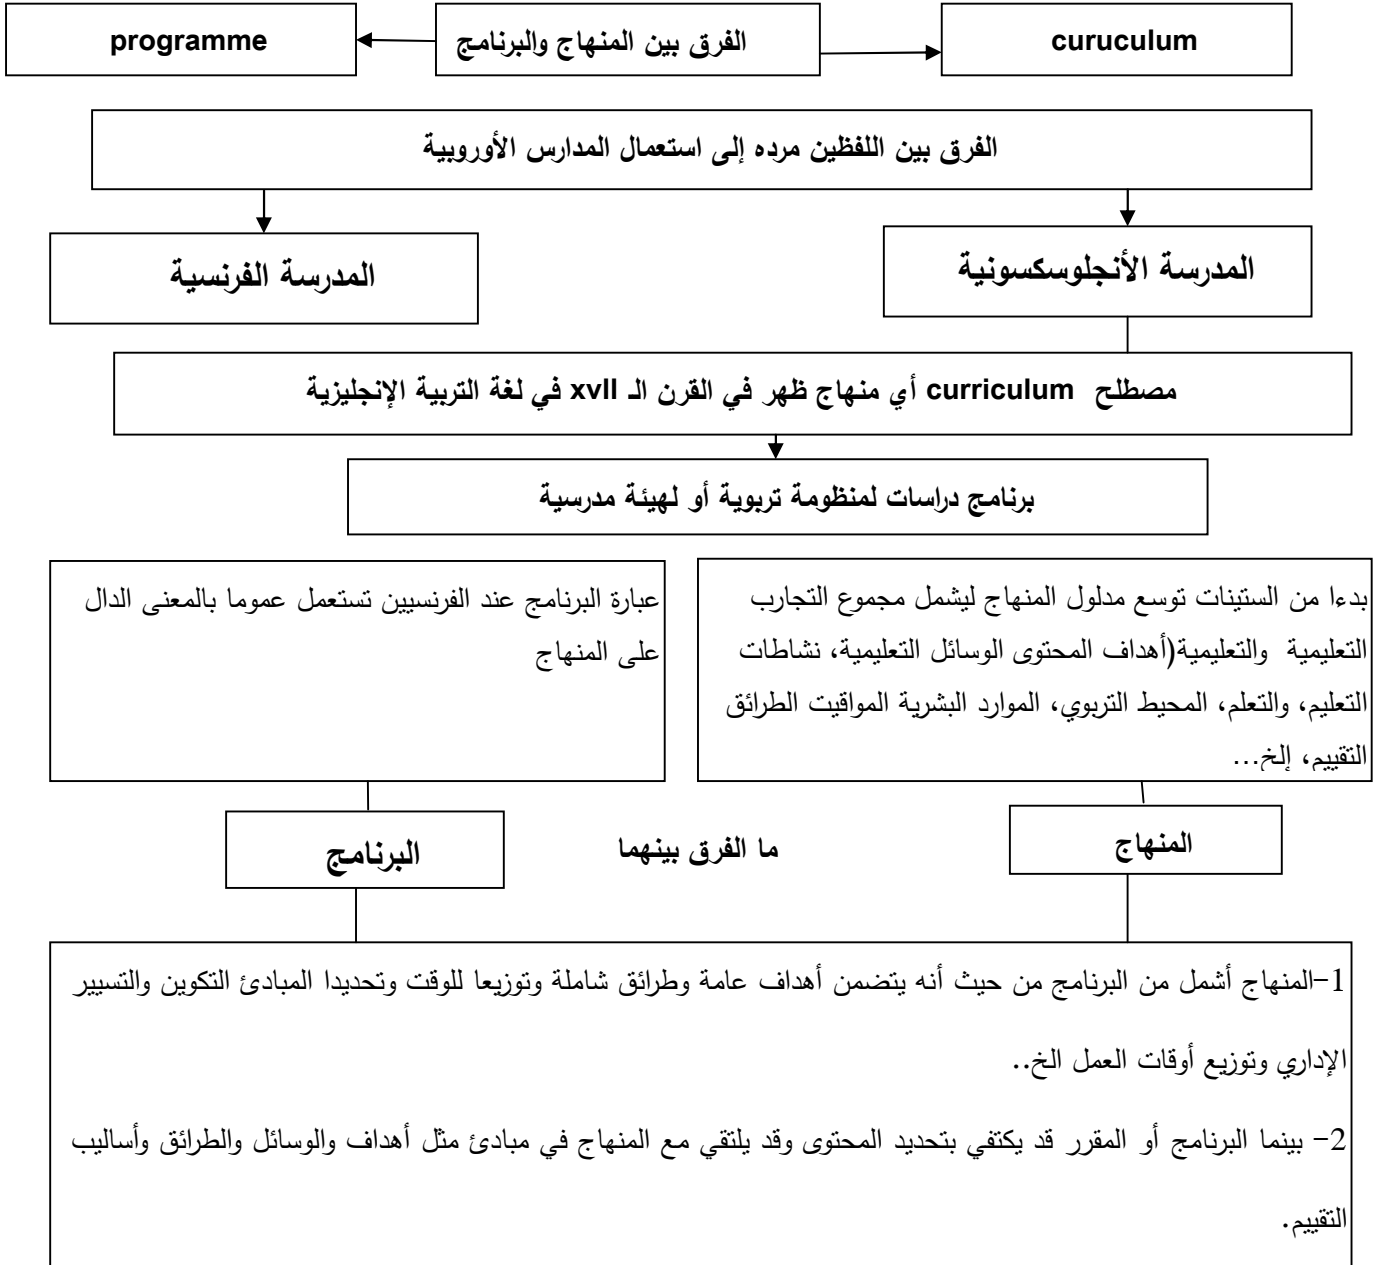 curuculum
الفرق بين المنهاج والبرنامج
programme
الفرق بين اللفظين مرده إلى استعمال المدارس الأوروبية
المدرسة الأنجلوسكسونية
المدرسة الفرنسية
مصطلح curriculum أي منهاج ظهر في القرن الـ xvll في لغة التربية الإنجليزية
برنامج دراسات لمنظومة تربوية أو لهيئة مدرسية
بدءا من الستينات توسع مدلول المنهاج ليشمل مجموع التجارب
التعليمية والتعليمية(أهداف المحتوى الوسائل التعليمية، نشاطات
التعليم، والتعلم، المحيط التربوي، الموارد البشرية المواقيت الطرائق
التقييم، إلخ...
عبارة البرنامج عند الفرنسيين تستعمل عموما بالمعنى الدال
على المنهاج
المنهاج
ما الفرق بينهما
البرنامج
1-المنهاج أشمل من البرنامج من حيث أنه يتضمن أهداف عامة وطرائق شاملة وتوزيعا للوقت وتحديدا المبادئ التكوين والتسيير
الإداري وتوزيع أوقات العمل الخ..
2- بينما البرنامج أو المقرر قد يكتفي بتحديد المحتوى وقد يلتقي مع المنهاج في مبادئ مثل أهداف والوسائل والطرائق وأساليب
التقييم.